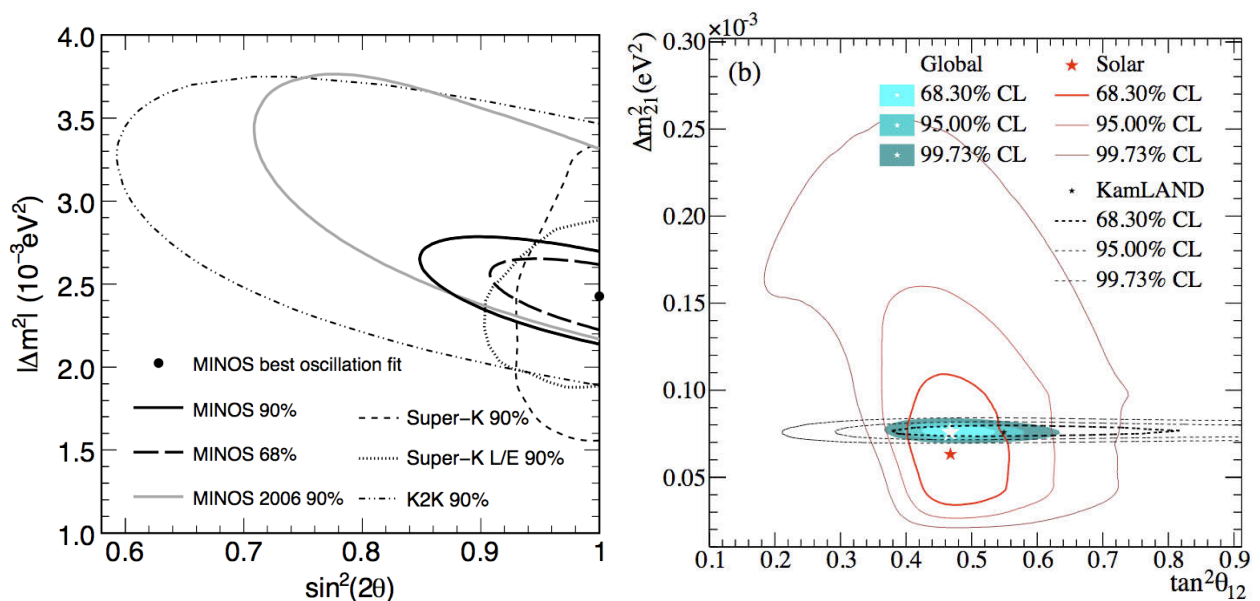 4.0
3.5
3.0
2.5
2.0
1.5
1.0
|Δm²| (10⁻³eV²)
MINOS best oscillation fit
MINOS 90%
MINOS 68%
MINOS 2006 90%
Super-K 90%
Super-K L/E 90%
K2K 90%
0.6 0.7 0.8 0.9 1
sin²(2θ)
×10⁻³
0.30
0.25
0.20
0.15
0.10
0.05
Δm²₂₁(eV²)
(b)
Global
68.30% CL
95.00% CL
99.73% CL
Solar
68.30% CL
95.00% CL
99.73% CL
KamLAND
68.30% CL
95.00% CL
99.73% CL
0.1 0.2 0.3 0.4 0.5 0.6 0.7 0.8 0.9
tan²θ₁₂